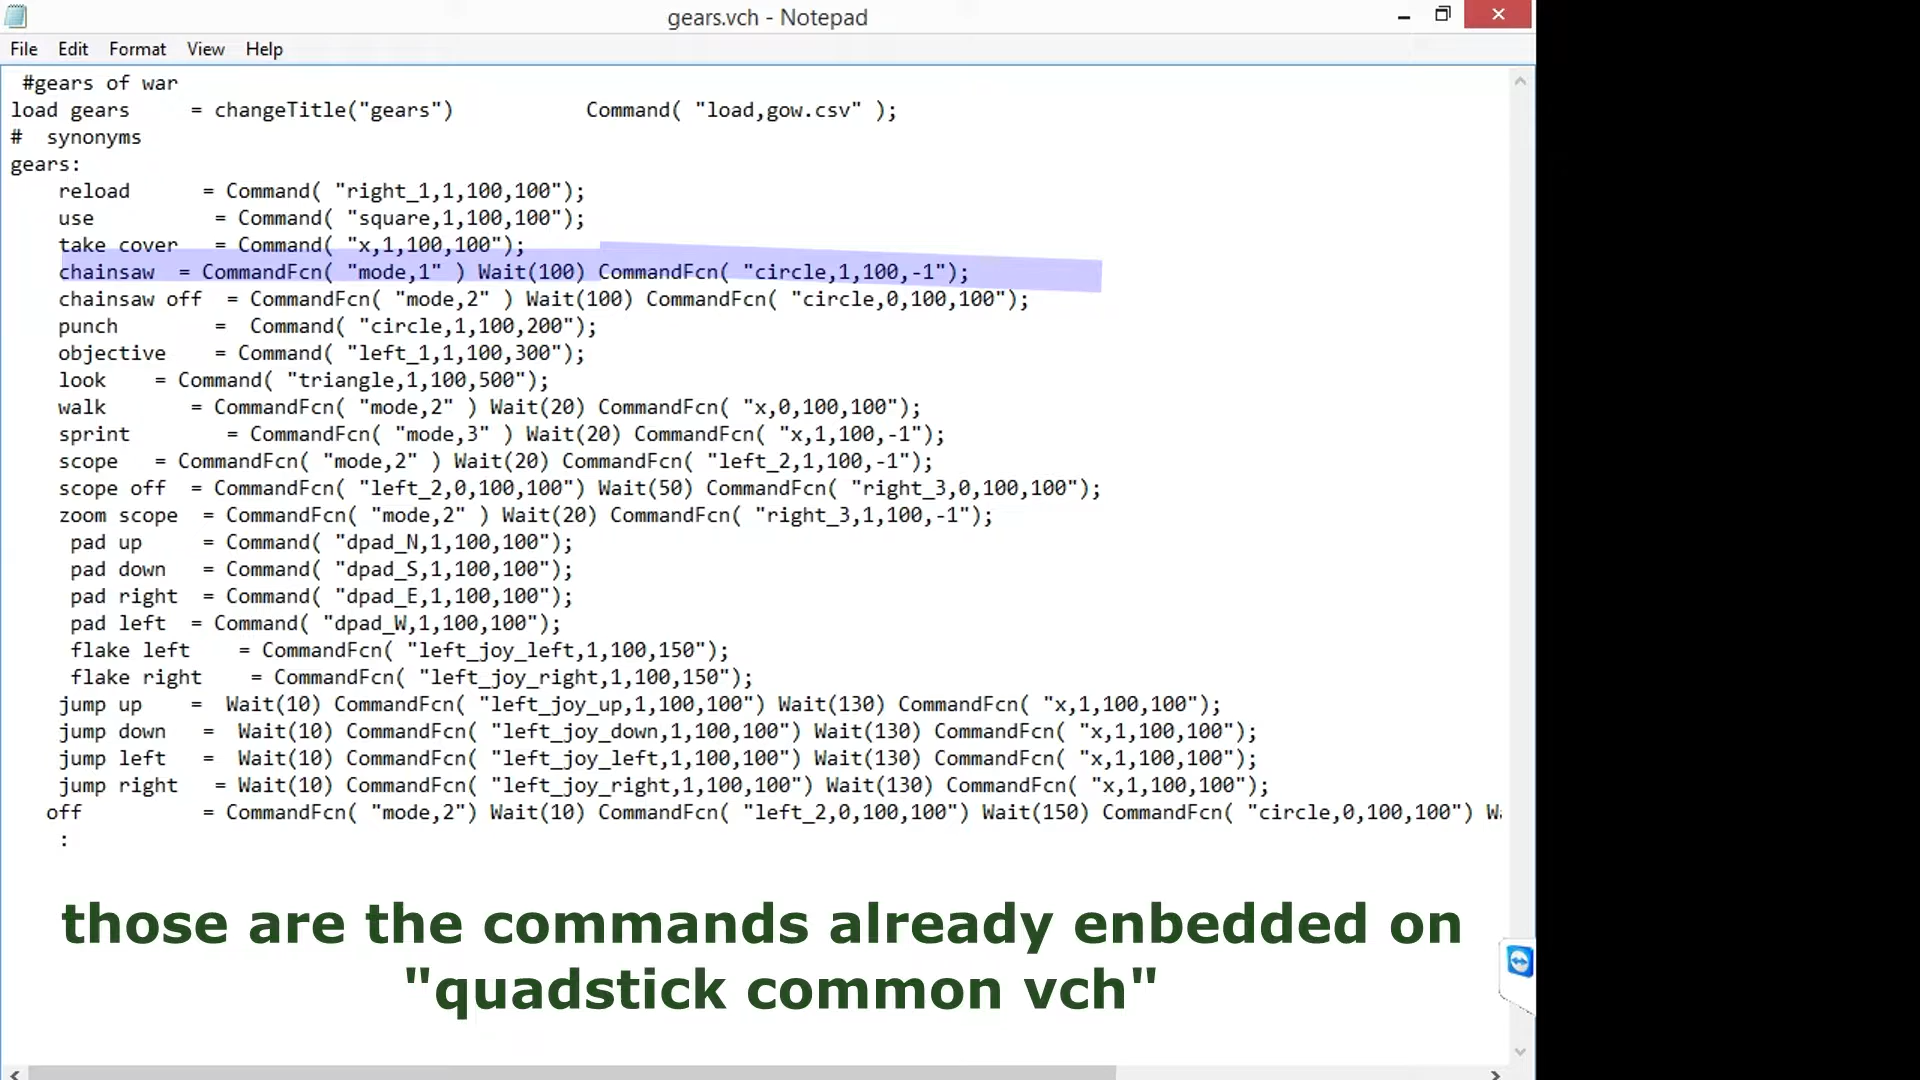 gears.vch - Notepad
File Edit Format View Help
#gears of war
load gears = changeTitle("gears") Command( "load,gow.csv" );
# synonyms
gears:
reload = Command( "right_1,1,100,100");
use = Command( "square,1,100,100");
take cover = Command( "x,1,100,100");
chainsaw = CommandFcn( "mode,1" ) Wait(100) CommandFcn( "circle,1,100,-1");
chainsaw off = CommandFcn( "mode,2" ) Wait(100) CommandFcn( "circle,0,100,100");
punch = Command( "circle,1,100,200");
objective = Command( "left_1,1,100,300");
look = Command( "triangle,1,100,500");
walk = CommandFcn( "mode,2" ) Wait(20) CommandFcn( "x,0,100,100");
sprint = CommandFcn( "mode,3" ) Wait(20) CommandFcn( "x,1,100,-1");
scope = CommandFcn( "mode,2" ) Wait(20) CommandFcn( "left_2,1,100,-1");
scope off = CommandFcn( "left_2,0,100,100") Wait(50) CommandFcn( "right_3,0,100,100");
zoom scope = CommandFcn( "mode,2" ) Wait(20) CommandFcn( "right_3,1,100,-1");
pad up = Command( "dpad_N,1,100,100");
pad down = Command( "dpad_S,1,100,100");
pad right = Command( "dpad_E,1,100,100");
pad left = Command( "dpad_W,1,100,100");
flake left = CommandFcn( "left_joy_left,1,100,150");
flake right = CommandFcn( "left_joy_right,1,100,150");
jump up = Wait(10) CommandFcn( "left_joy_up,1,100,100") Wait(130) CommandFcn( "x,1,100,100");
jump down = Wait(10) CommandFcn( "left_joy_down,1,100,100") Wait(130) CommandFcn( "x,1,100,100");
jump left = Wait(10) CommandFcn( "left_joy_left,1,100,100") Wait(130) CommandFcn( "x,1,100,100");
jump right = Wait(10) CommandFcn( "left_joy_right,1,100,100") Wait(130) CommandFcn( "x,1,100,100");
off = CommandFcn( "mode,2") Wait(10) CommandFcn( "left_2,0,100,100") Wait(150) CommandFcn( "circle,0,100,100")
:
those are the commands already enbedded on
"quadstick common vch"